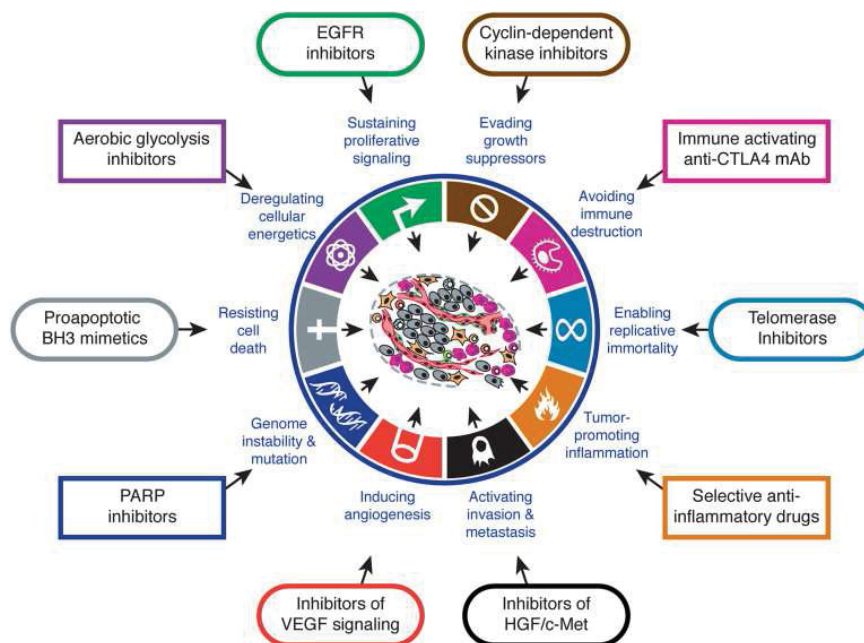 EGFR
inhibitors
Cyclin-dependent
kinase inhibitors
Sustaining
proliferative
signaling
Evading
growth
suppressors
Aerobic glycolysis
inhibitors
Immune activating
anti-CTLA4 mAb
Deregulating
cellular
energetics
Avoiding
immune
destruction
Proapoptotic
BH3 mimetics
Resisting
cell
death
Enabling
replicative
immortality
Telomerase
Inhibitors
Genome
instability &
mutation
Tumor-
promoting
inflammation
PARP
inhibitors
Inducing
angiogenesis
Activating
invasion &
metastasis
Selective anti-
inflammatory drugs
Inhibitors of
VEGF signaling
Inhibitors of
HGF/c-Met